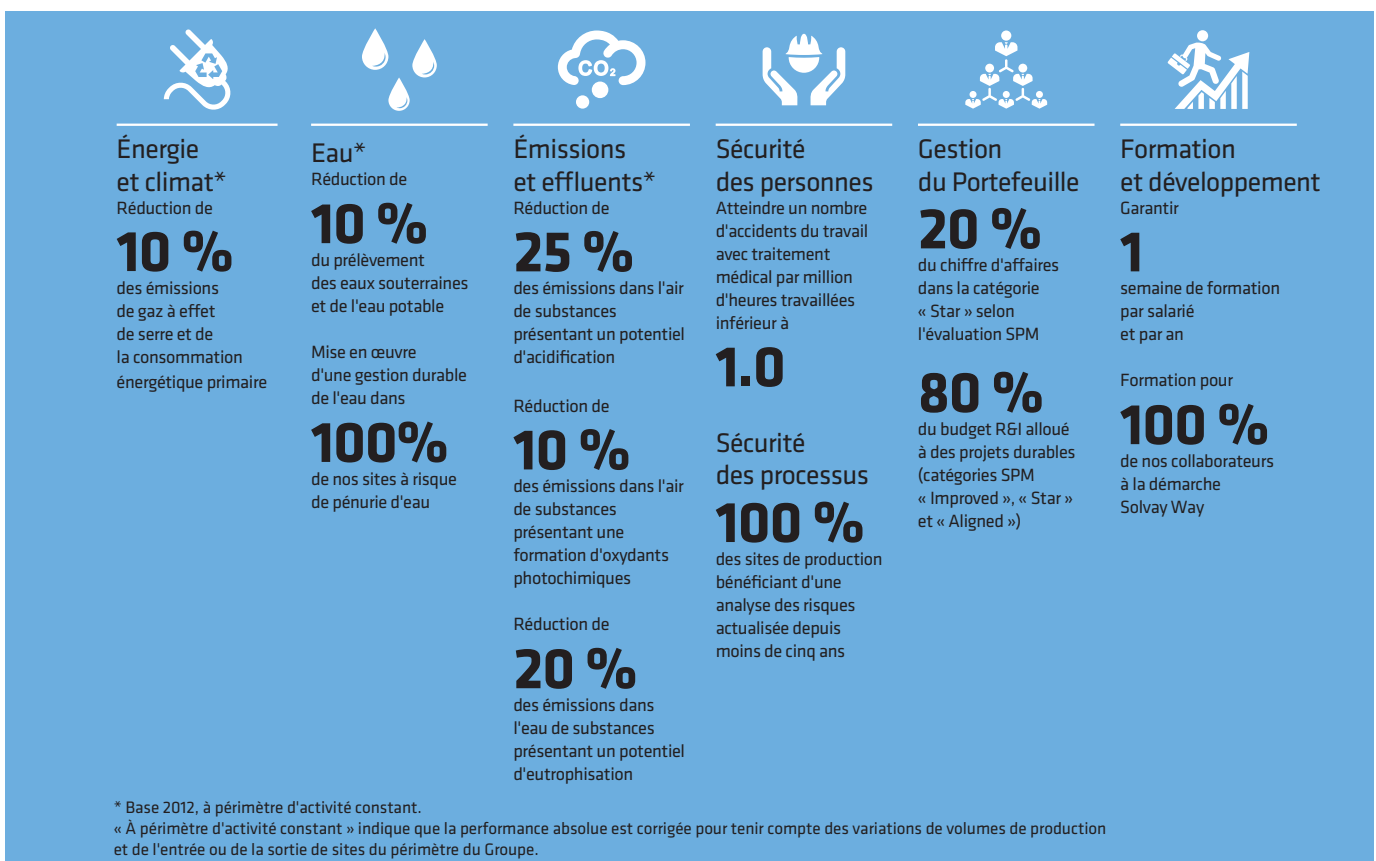 CO₂
Énergie
et climat*
Réduction de
10 %
des émissions
de gaz à effet
de serre et de
la consommation
énergétique primaire
Eau*
Réduction de
10 %
du prélèvement
des eaux souterraines
et de l'eau potable
Mise en œuvre
d'une gestion durable
de l'eau dans
100%
de nos sites à risque
de pénurie d'eau
Émissions
et effluents*
Réduction de
25 %
des émissions dans l'air
de substances
présentant un potentiel
d'acidification
Réduction de
10 %
des émissions dans l'air
de substances
présentant une
formation d'oxydants
photochimiques
Réduction de
20 %
des émissions dans
l'eau de substances
présentant un potentiel
d'eutrophisation
Sécurité
des personnes
Atteindre un nombre
d'accidents du travail
avec traitement
médical par million
d'heures travaillées
inférieur à
1.0
Sécurité
des processus
100 %
des sites de production
bénéficiant d'une
analyse des risques
actualisée depuis
moins de cinq ans
Gestion
du Portefeuille
20 %
du chiffre d'affaires
dans la catégorie
« Star » selon
l'évaluation SPM
80 %
du budget R&I alloué
à des projets durables
(catégories SPM
« Improved », « Star »
et « Aligned »)
Formation
et développement
Garantir
1
semaine de formation
par salarié
et par an
Formation pour
100 %
de nos collaborateurs
à la démarche
Solvay Way
* Base 2012, à périmètre d'activité constant.
« À périmètre d'activité constant » indique que la performance absolue est corrigée pour tenir compte des variations de volumes de production
et de l'entrée ou de la sortie de sites du périmètre du Groupe.